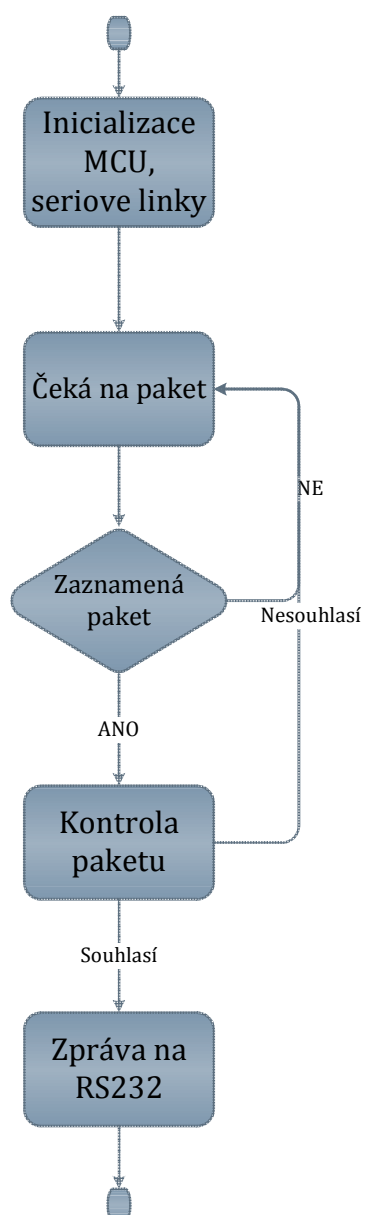 Inicializace
MCU,
seriove linky
Čeká na paket
NE
Zaznamená
paket
Nesouhlasí
ANO
Kontrola
paketu
Souhlasí
Zpráva na
RS232